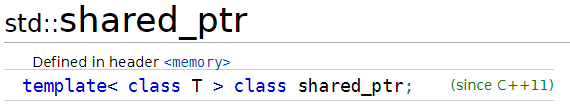 std::shared_ptr
Defined in header <memory>
template< class T > class shared_ptr; (since C++11)